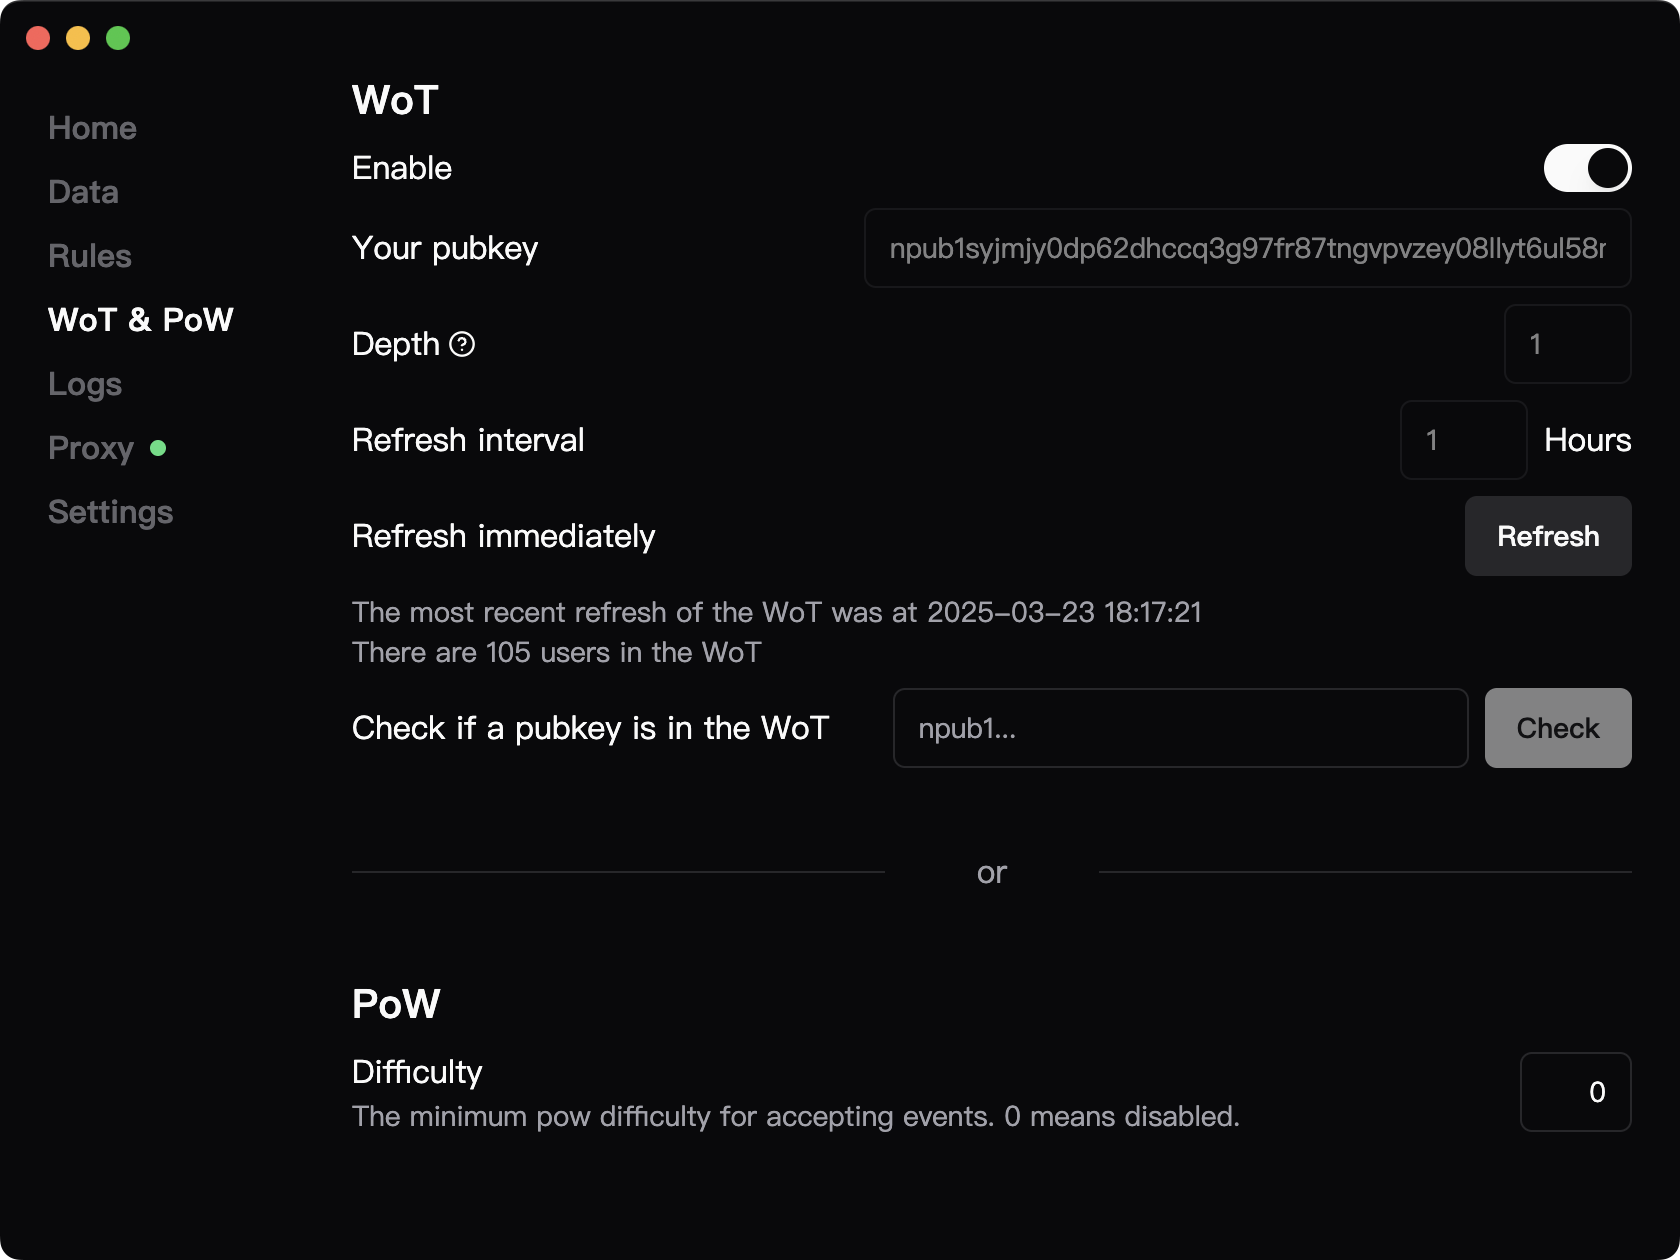 Home
Data
Rules
WoT & PoW
Logs
Proxy
Settings
WoT
Enable
Your pubkey
npub1syjmjy0dp62dhccq3g97fr87tngvpvzey08llyt6ul58r
Depth ?
1
Refresh interval
1 Hours
Refresh immediately
Refresh
The most recent refresh of the WoT was at 2025-03-23 18:17:21
There are 105 users in the WoT
Check if a pubkey is in the WoT
npub1...
Check
or
PoW
Difficulty
The minimum pow difficulty for accepting events. 0 means disabled.
0